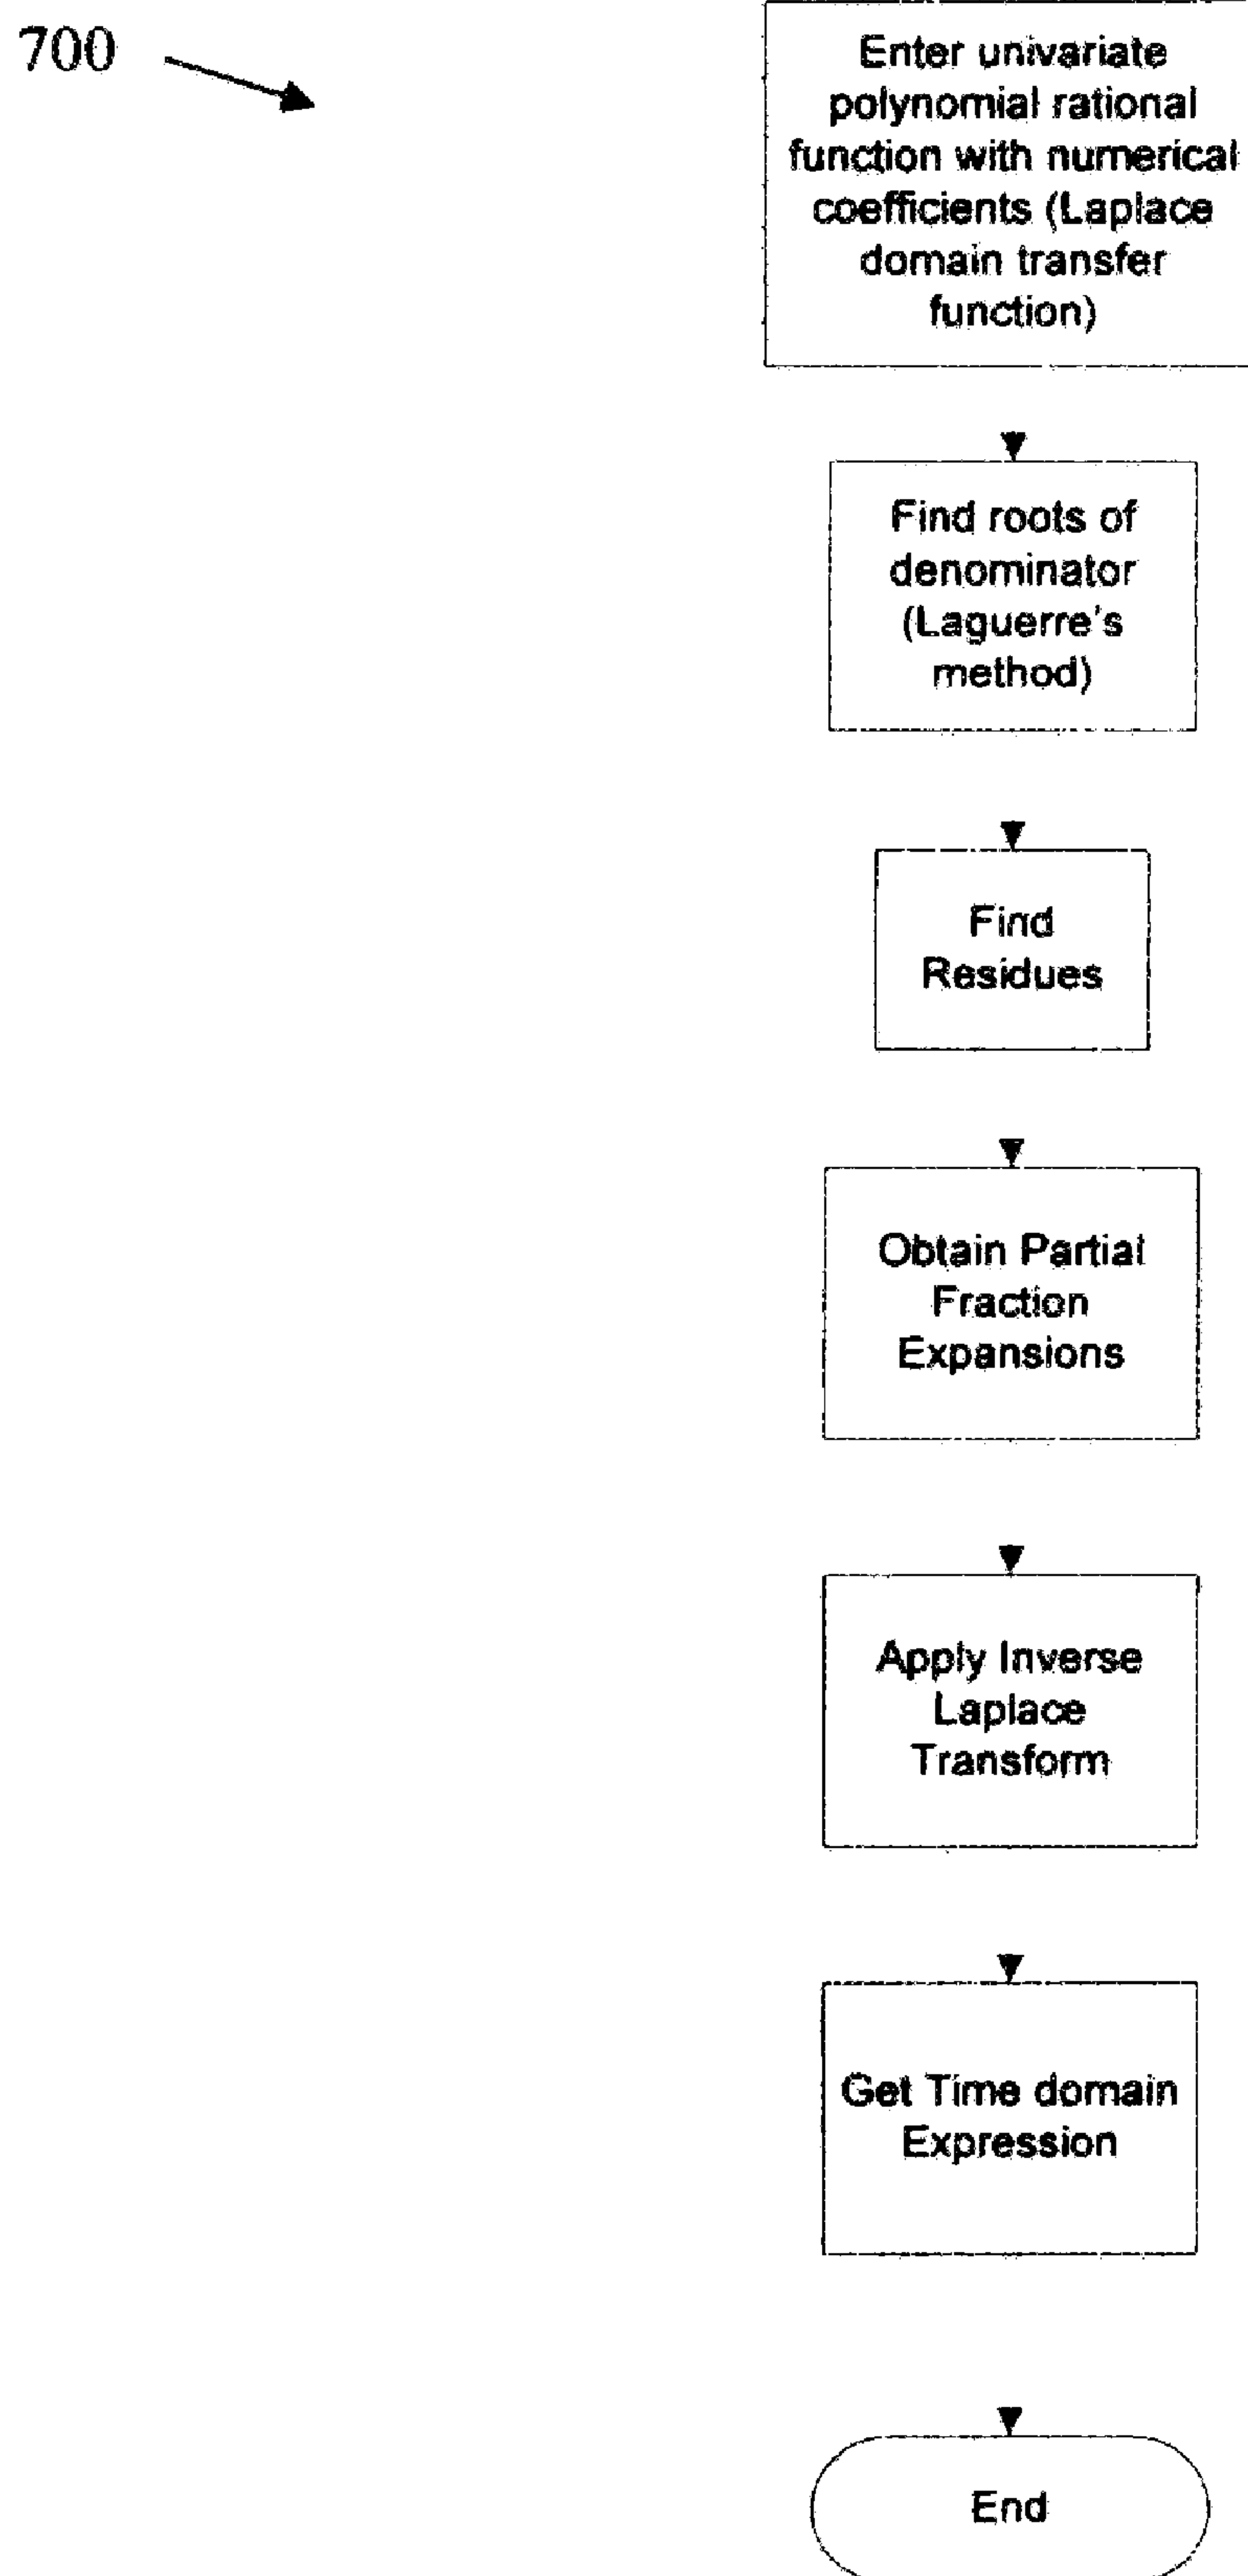 700
Enter univariate
polynomial rational
function with numerical
coefficients (Laplace
domain transfer
function)
Find roots of
denominator
(Laguerre's
method)
Find
Residues
Obtain Partial
Fraction
Expansions
Apply Inverse
Laplace
Transform
Get Time domain
Expression
End